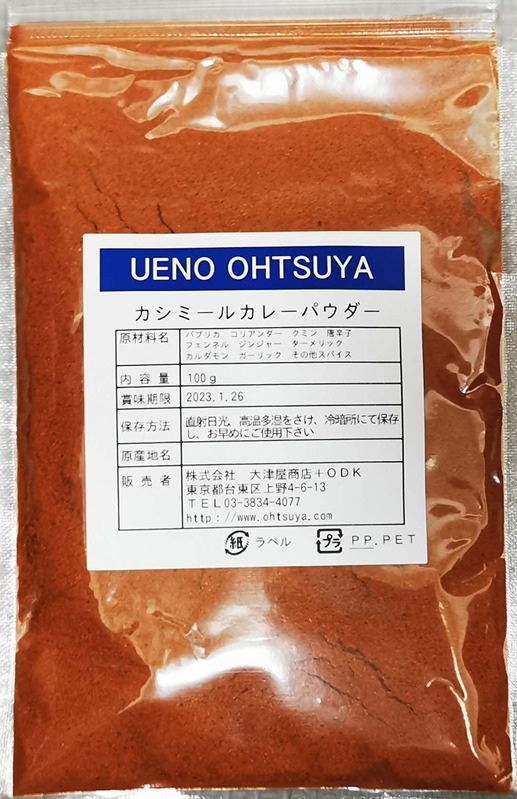 UENO OHTSUYA
カシミールカレーパウダー
原材料名 パプリカ コリアンダー クミン 唐辛子
フェンネル ジンジャー ターメリック
カルダモン ガーリック その他スパイス
内容量 100g
賞味期限 2023.1.26
保存方法 直射日光、高温多湿をさけ、冷暗所にて保存
し、お早めにご使用下さい
原産地名
販売者 株式会社 大津屋商店+ODK
東京都台東区上野4-6-13
TEL03-3834-4077
http://www.ohtsuya.com
紙 ラベル プラ PP.PET